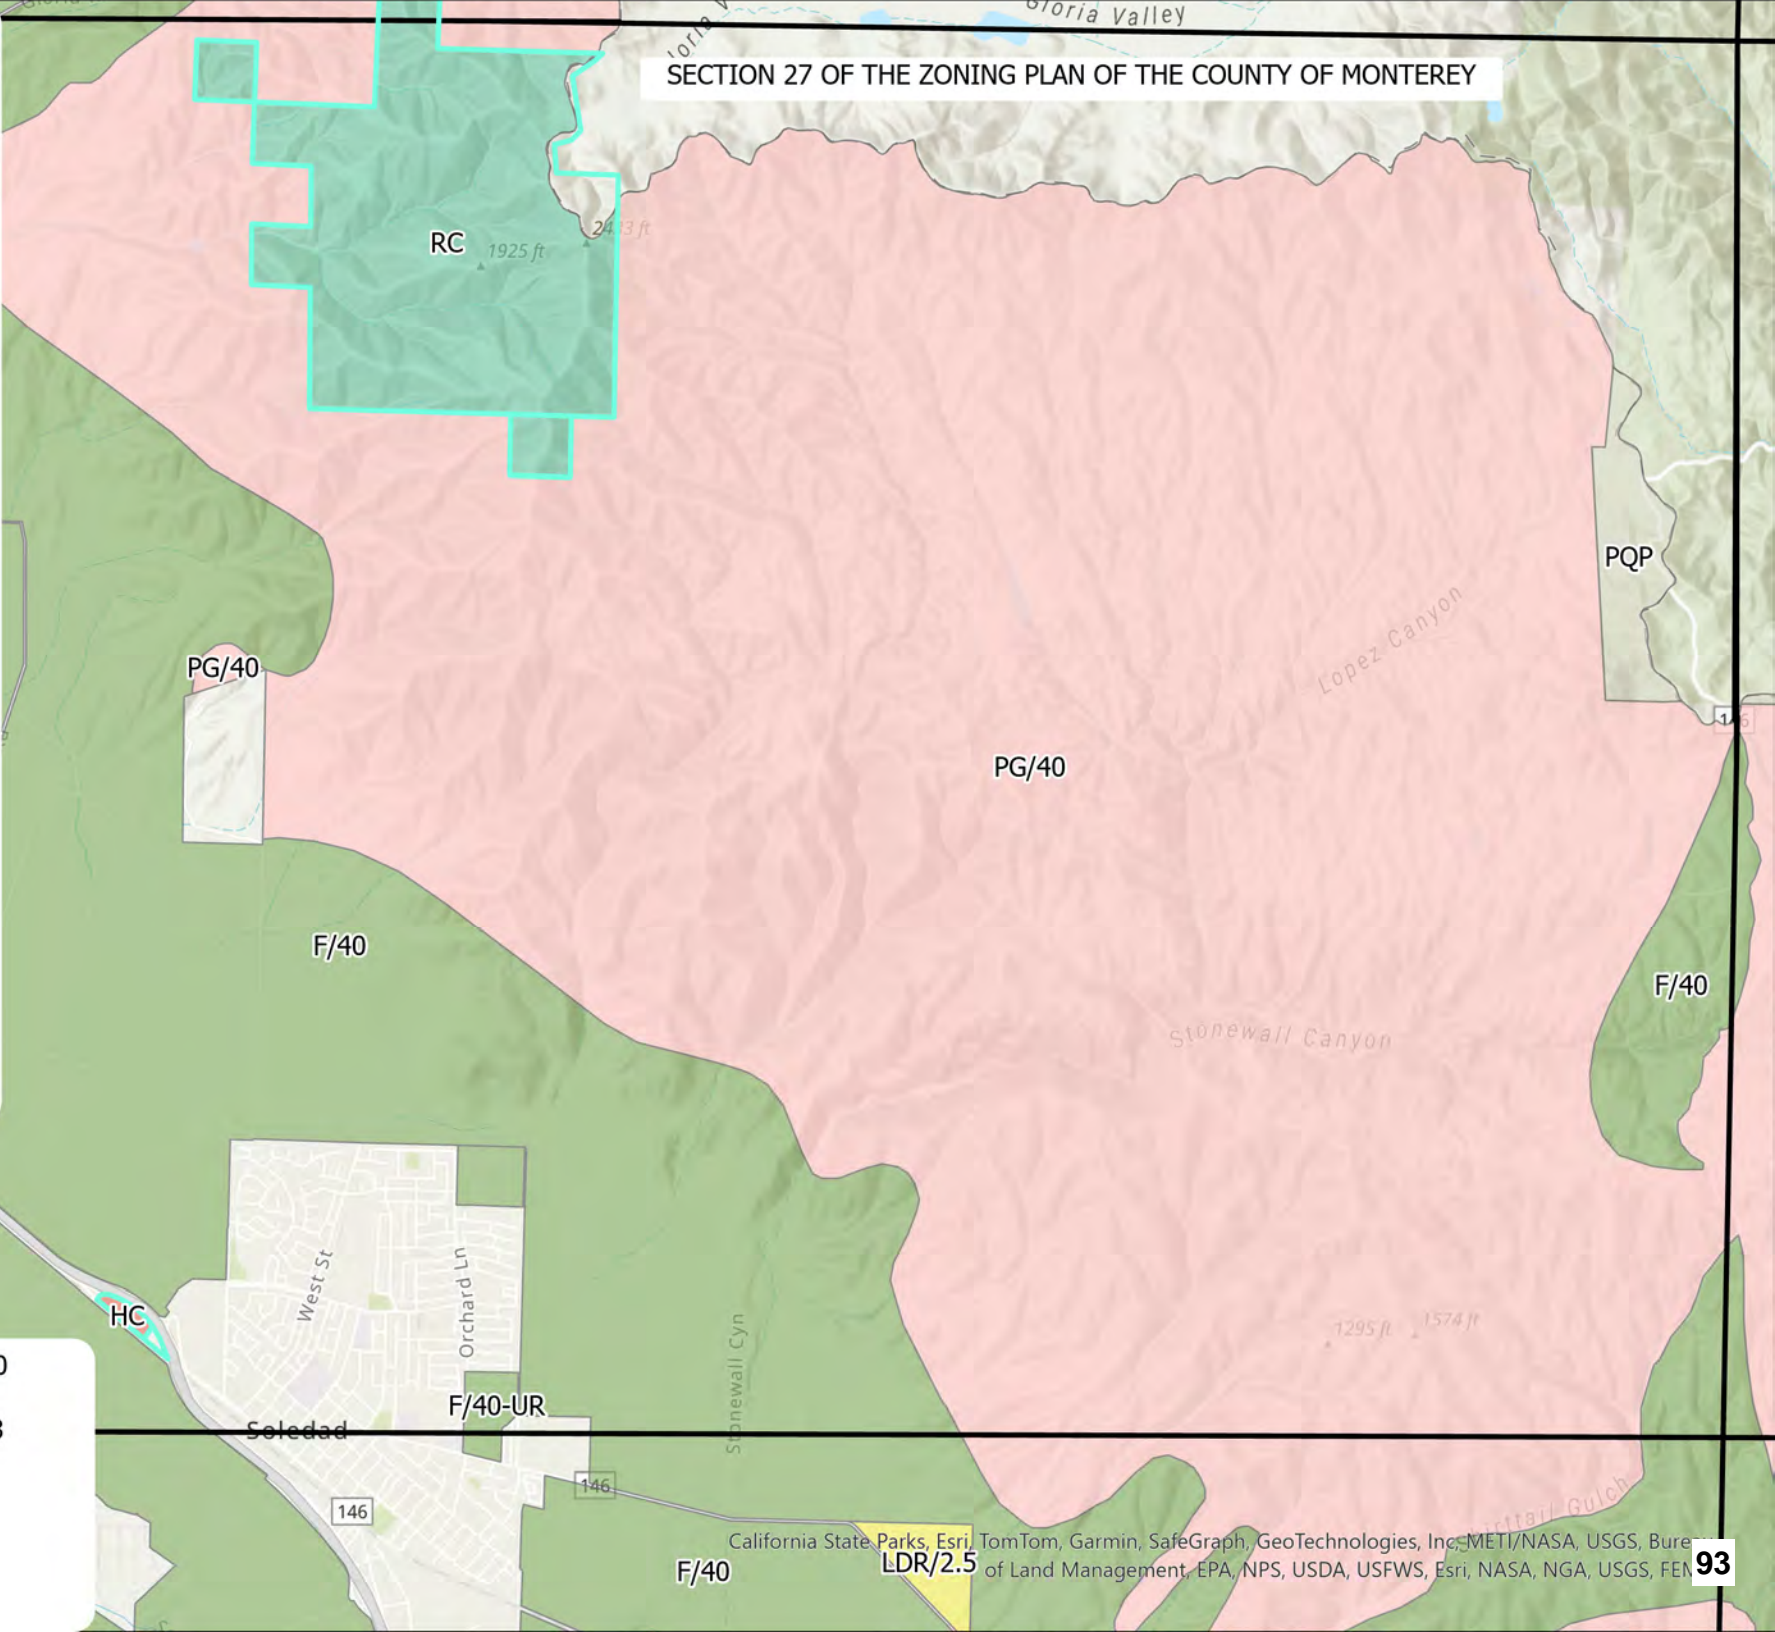 Gloria Valley
SECTION 27 OF THE ZONING PLAN OF THE COUNTY OF MONTEREY
RC
1925 ft
PQP
PG/40
Lopez Canyon
PG/40
F/40
F/40
Stonewall Canyon
West St
Orchard Ln
HC
1295 ft
1574 ft
Stonewall Cyn
F/40-UR
Soledad
146
146
California State Parks, Esri, TomTom, Garmin, SafeGraph, GeoTechnologies, Inc, METI/NASA, USGS, Bure
F/40
LDR/2.5
of Land Management, EPA, NPS, USDA, USFWS, Esri, NASA, NGA, USGS, FEM
93
Gulch